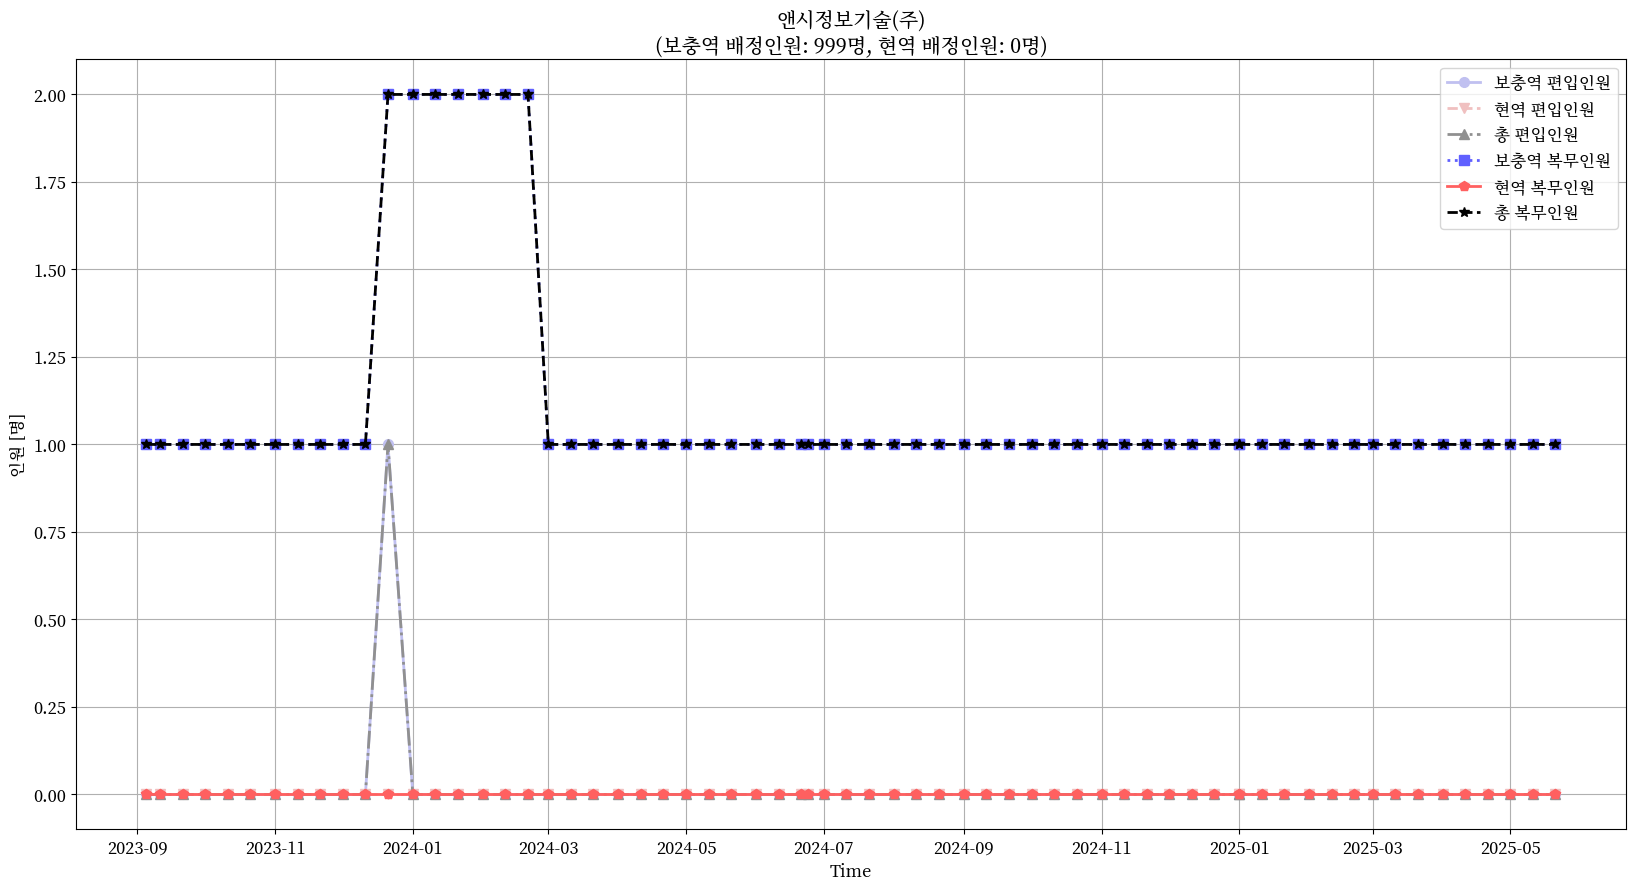 앤시정보기술(주)
(보충역 배정인원: 999명, 현역 배정인원: 0명)
보충역 편입인원
현역 편입인원
총 편입인원
보충역 복무인원
현역 복무인원
총 복무인원
인원 [명]
2.00
1.75
1.50
1.25
1.00
0.75
0.50
0.25
0.00
2023-09 2023-11 2024-01 2024-03 2024-05 2024-07 2024-09 2024-11 2025-01 2025-03 2025-05
Time